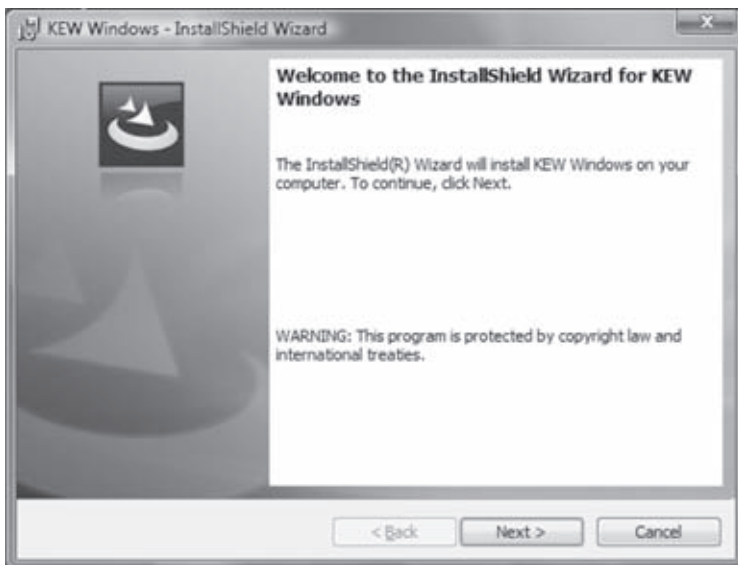 KEW Windows - InstallShield Wizard
Welcome to the InstallShield Wizard for KEW
Windows
The InstallShield(R) Wizard will install KEW Windows on your
computer. To continue, click Next.
WARNING: This program is protected by copyright law and
international treaties.
< Back Next > Cancel